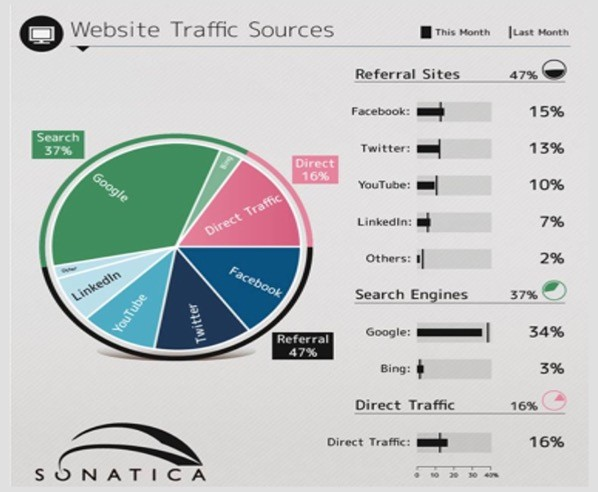 Website Traffic Sources
This Month
Last Month
Search
37%
Direct
16%
Referral
47%
Google
Bing
Direct Traffic
Facebook
Twitter
YouTube
LinkedIn
Other
Referral Sites 47%
Facebook: 15%
Twitter: 13%
YouTube: 10%
LinkedIn: 7%
Others: 2%
Search Engines 37%
Google: 34%
Bing: 3%
Direct Traffic 16%
Direct Traffic: 16%
0 10 20 30 40%
SONATICA